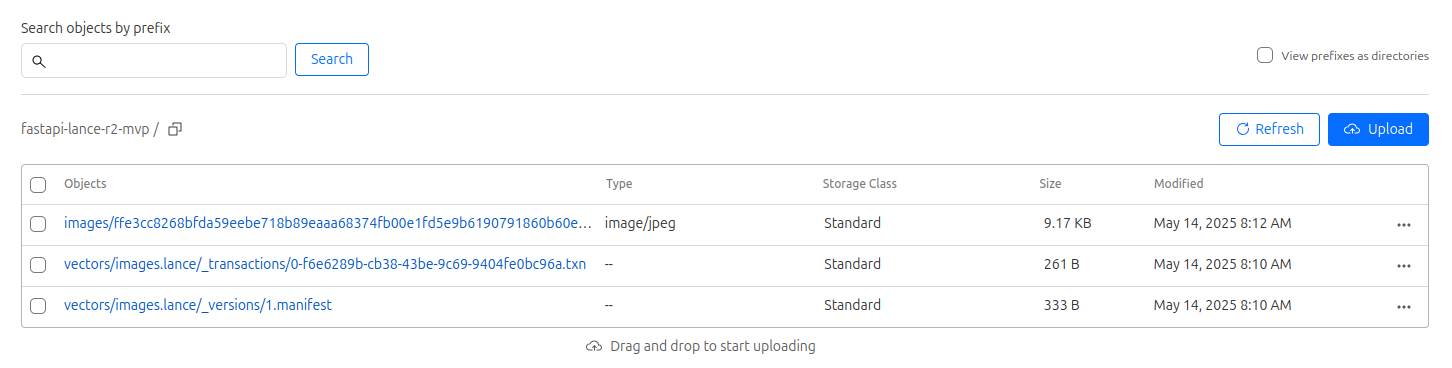 Search objects by prefix
Search
View prefixes as directories
fastapi-lance-r2-mvp /
Refresh
Upload
Objects Type Storage Class Size Modified
images/ffe3cc8268bfda59eebe718b89eaaa68374fb00e1fd5e9b6190791860b60e... image/jpeg Standard 9.17 KB May 14, 2025 8:12 AM
vectors/images.lance/_transactions/0-f6e6289b-cb38-43be-9c69-9404fe0bc96a.txn -- Standard 261 B May 14, 2025 8:10 AM
vectors/images.lance/_versions/1.manifest -- Standard 333 B May 14, 2025 8:10 AM
Drag and drop to start uploading